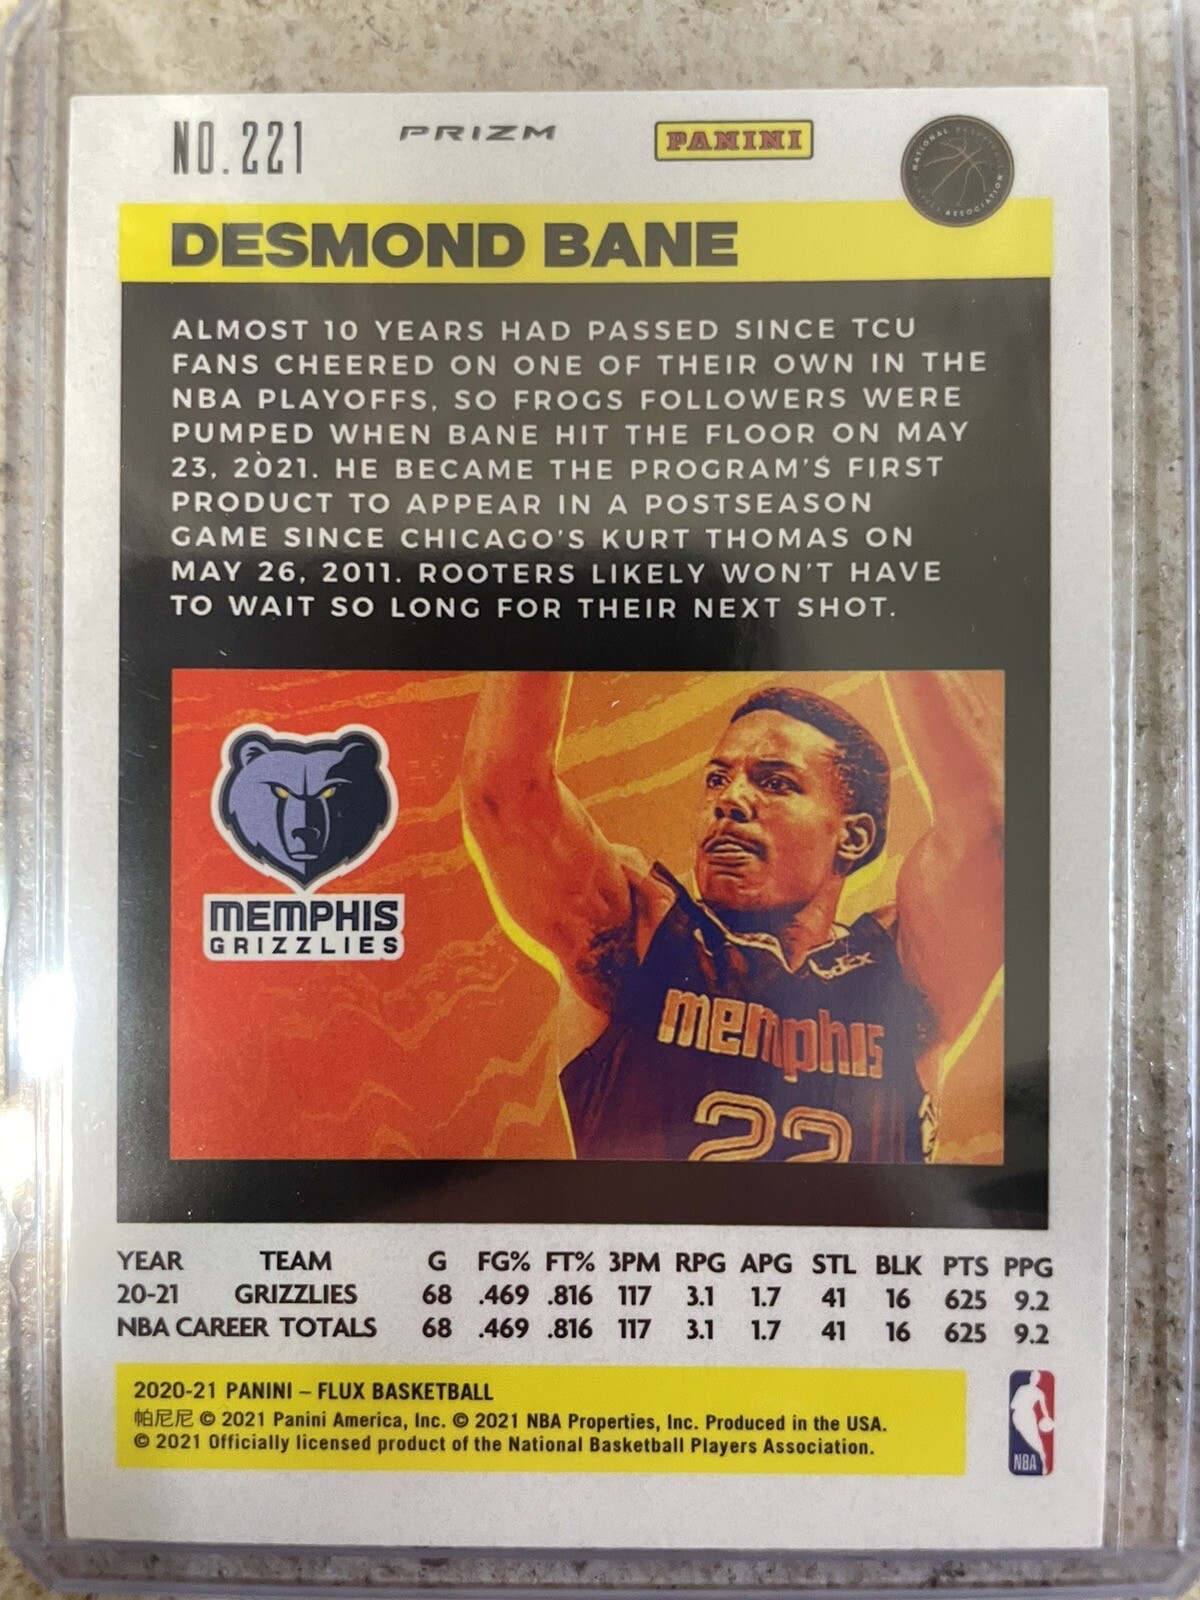 NO.221
PRIZM
PANINI
NATIONAL BASKETBALL PLAYERS ASSOCIATION
DESMOND BANE
ALMOST 10 YEARS HAD PASSED SINCE TCU
FANS CHEERED ON ONE OF THEIR OWN IN THE
NBA PLAYOFFS, SO FROGS FOLLOWERS WERE
PUMPED WHEN BANE HIT THE FLOOR ON MAY
23, 2021. HE BECAME THE PROGRAM'S FIRST
PRODUCT TO APPEAR IN A POSTSEASON
GAME SINCE CHICAGO'S KURT THOMAS ON
MAY 26, 2011. ROOTERS LIKELY WON'T HAVE
TO WAIT SO LONG FOR THEIR NEXT SHOT.
MEMPHIS
GRIZZLIES
FedEx
memphis
22
YEAR TEAM G FG% FT% 3PM RPG APG STL BLK PTS PPG
20-21 GRIZZLIES 68 .469 .816 117 3.1 1.7 41 16 625 9.2
NBA CAREER TOTALS 68 .469 .816 117 3.1 1.7 41 16 625 9.2
2020-21 PANINI – FLUX BASKETBALL
帕尼尼 © 2021 Panini America, Inc. © 2021 NBA Properties, Inc. Produced in the USA.
© 2021 Officially licensed product of the National Basketball Players Association.
NBA